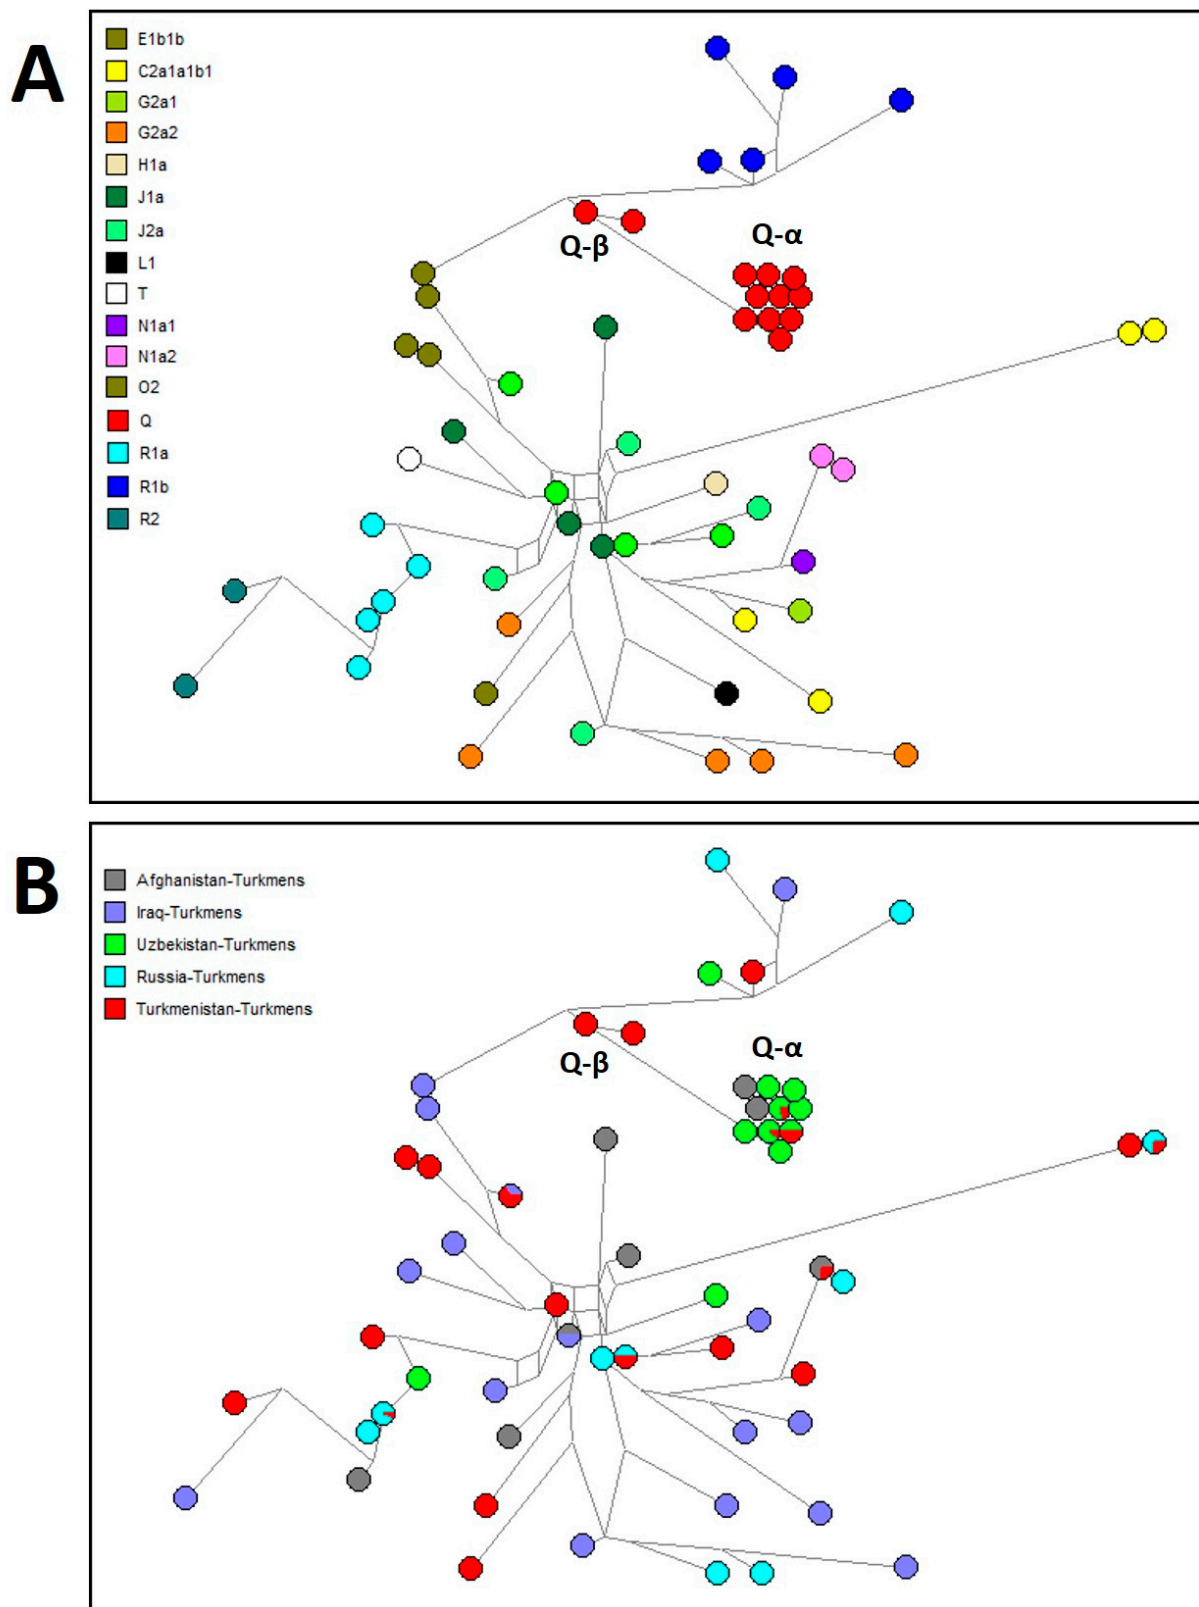 A
E1b1b
C2a1a1b1
G2a1
G2a2
H1a
J1a
J2a
L1
T
N1a1
N1a2
O2
Q
R1a
R1b
R2
Q-β
Q-α
B
Afghanistan-Turkmens
Iraq-Turkmens
Uzbekistan-Turkmens
Russia-Turkmens
Turkmenistan-Turkmens
Q-β
Q-α